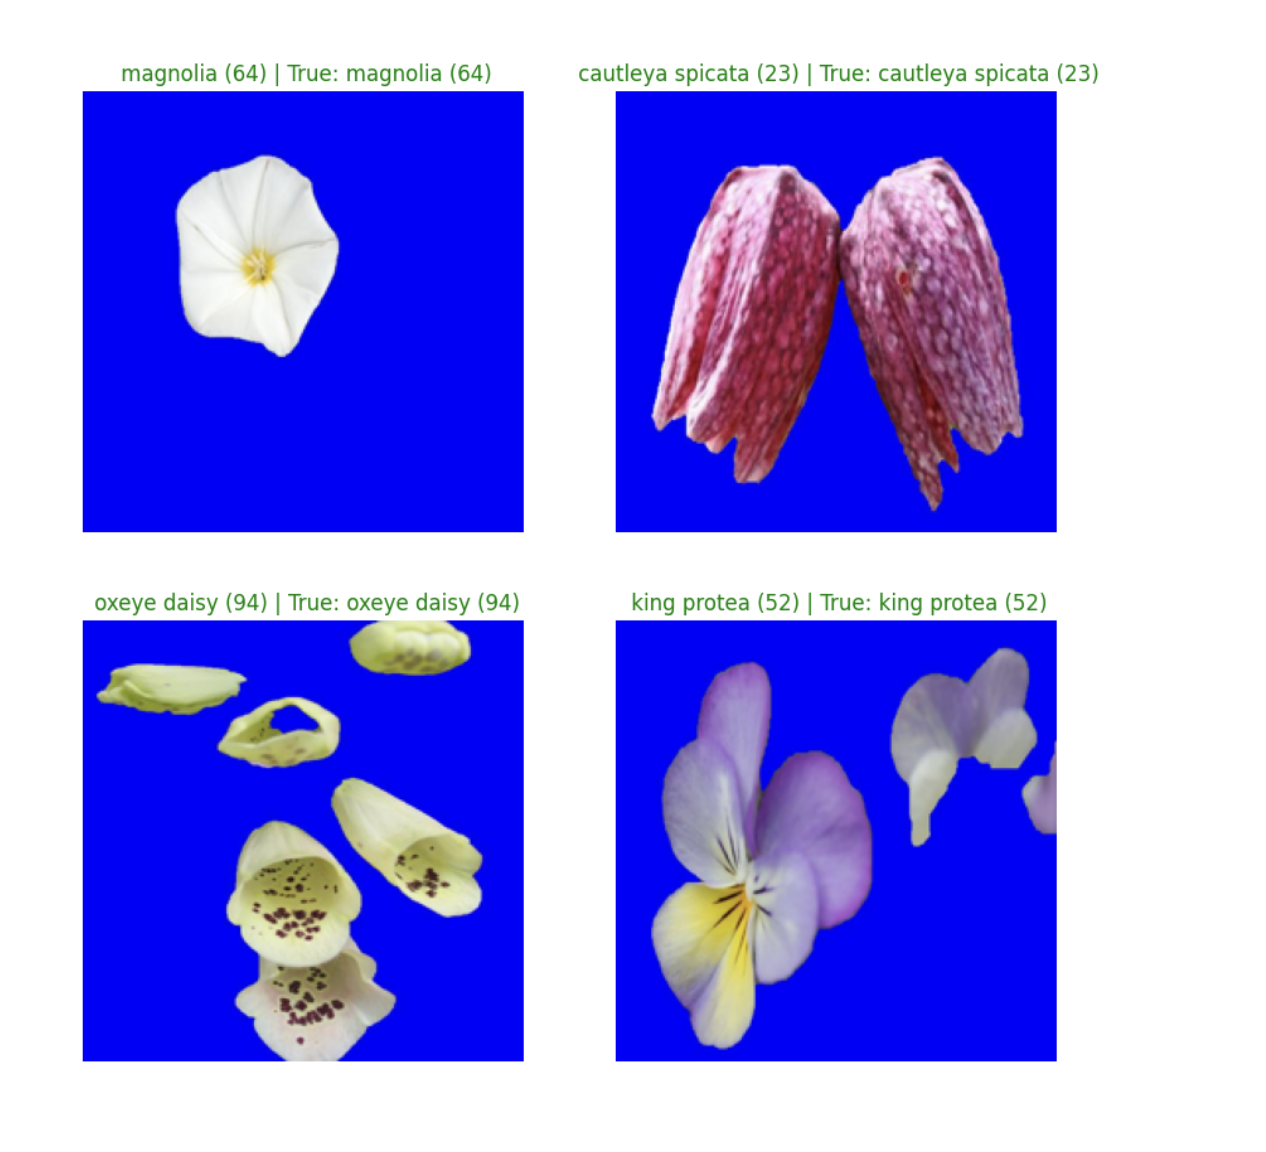 magnolia (64) | True: magnolia (64)
cautleya spicata (23) | True: cautleya spicata (23)
oxeye daisy (94) | True: oxeye daisy (94)
king protea (52) | True: king protea (52)